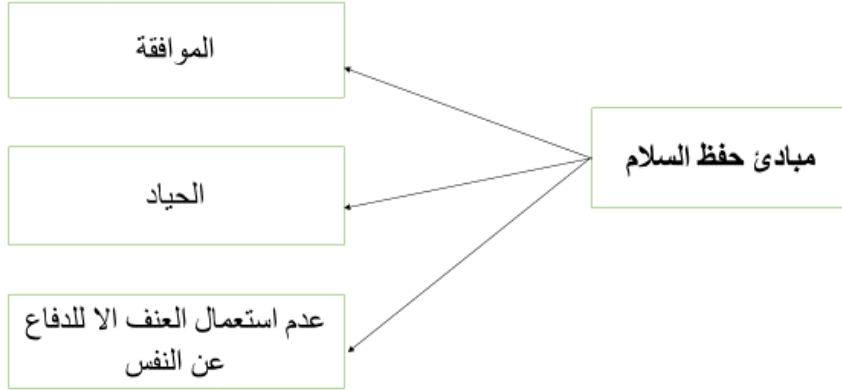 مبادئ حفظ السلام
الموافقة
الحياد
عدم استعمال العنف الا للدفاع
عن النفس